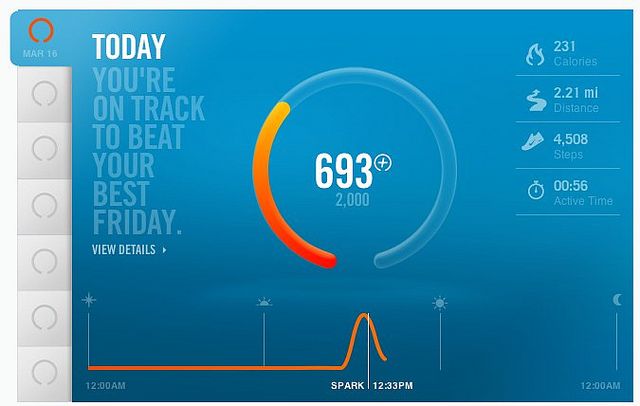 MAR 16
TODAY
YOU'RE
ON TRACK
TO BEAT
YOUR
BEST
FRIDAY.
VIEW DETAILS
693
2,000
231
Calories
2.21 mi
Distance
4,508
Steps
00:56
Active Time
12:00AM
SPARK 12:33PM
12:00AM